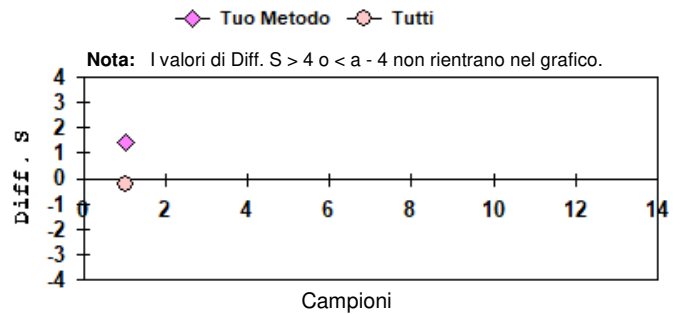 Tuo Metodo Tutti
Nota: I valori di Diff. S > 4 o < a - 4 non rientrano nel grafico.
4
3
2
1
0
-1
-2
-3
-4
Diff. S
0 2 4 6 8 10 12 14
Campioni